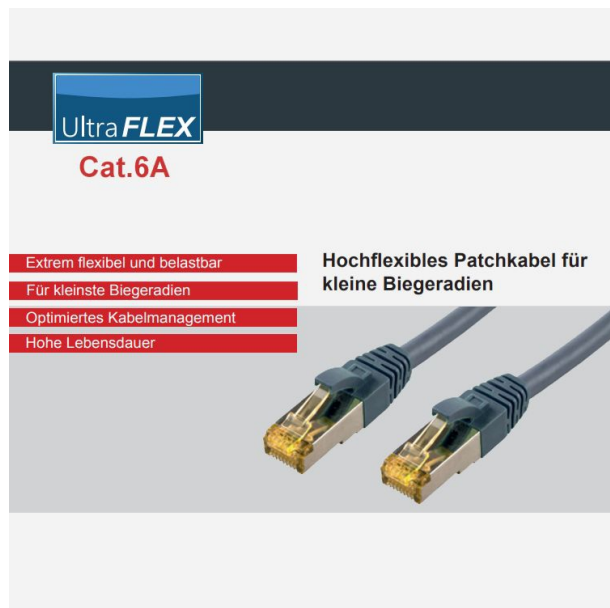 Ultra FLEX
Cat.6A
Extrem flexibel und belastbar
Für kleinste Biegeradien
Optimiertes Kabelmanagement
Hohe Lebensdauer
Hochflexibles Patchkabel für
kleine Biegeradien